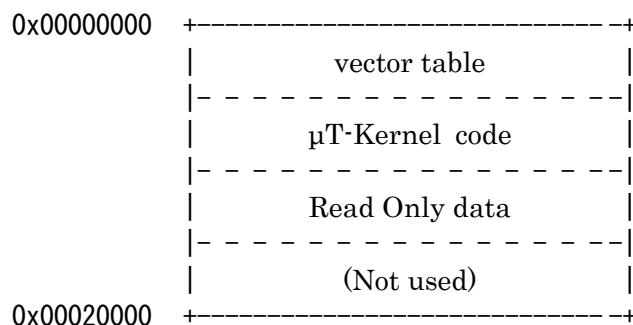 0x00000000 +---------------------------- -+
| vector table |
|- - - - - - - - - - - - - - - -|
| µT-Kernel code |
|- - - - - - - - - - - - - - - -|
| Read Only data |
|- - - - - - - - - - - - - - - -|
| (Not used) |
0x00020000 +---------------------------- -+